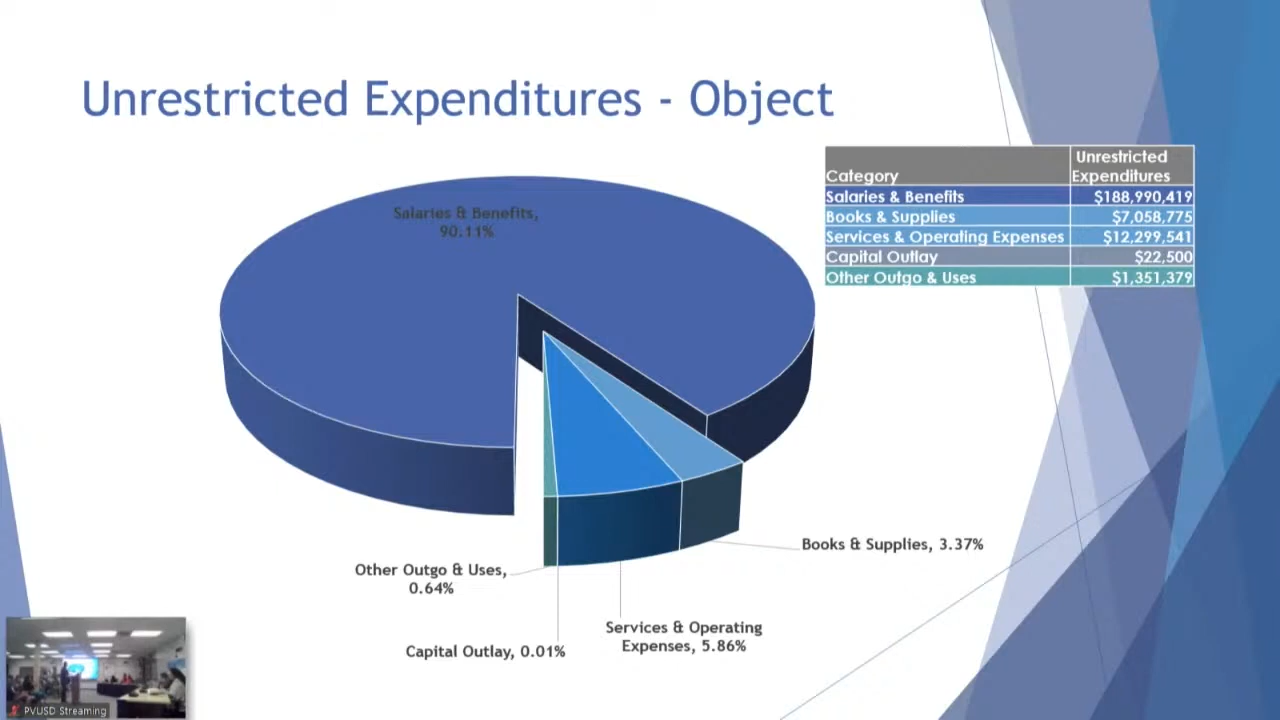 Unrestricted Expenditures - Object
Unrestricted
Category Expenditures
Salaries & Benefits $188,990,419
Books & Supplies $7,058,775
Services & Operating Expenses $12,299,541
Capital Outlay $22,500
Other Outgo & Uses $1,351,379
Salaries & Benefits,
90.11%
Books & Supplies, 3.37%
Other Outgo & Uses,
0.64%
Services & Operating
Expenses, 5.86%
Capital Outlay, 0.01%
PVUSD Streaming